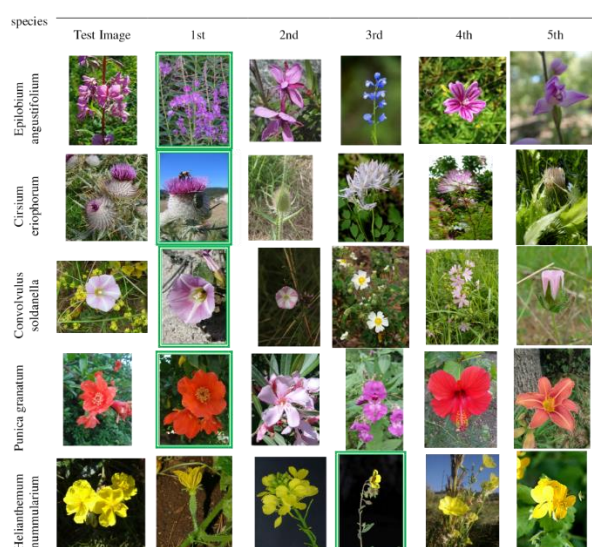 species
Test Image 1st 2nd 3rd 4th 5th
Epilobium
angustifolium
Cirsium
eriophorum
Convolvulus
soldanella
Punica granatum
Helianthemum
nummularium